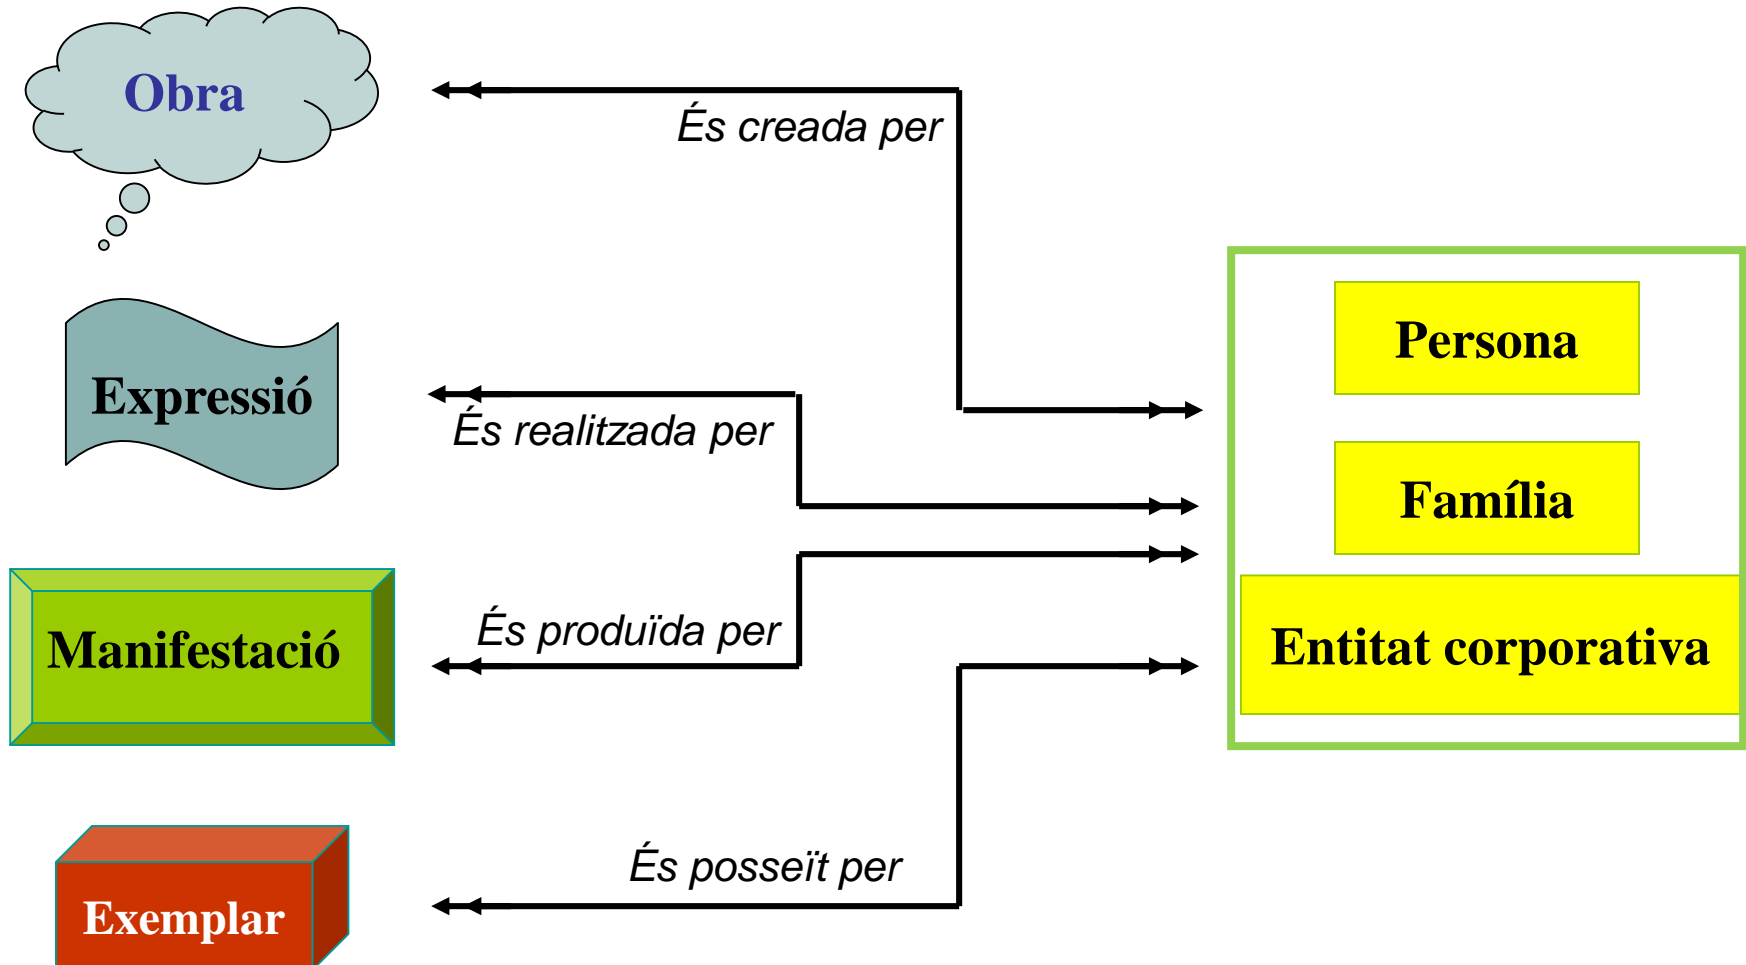 Obra
És creada per
Persona
Expressió
És realitzada per
Família
Manifestació
És produïda per
Entitat corporativa
És posseït per
Exemplar